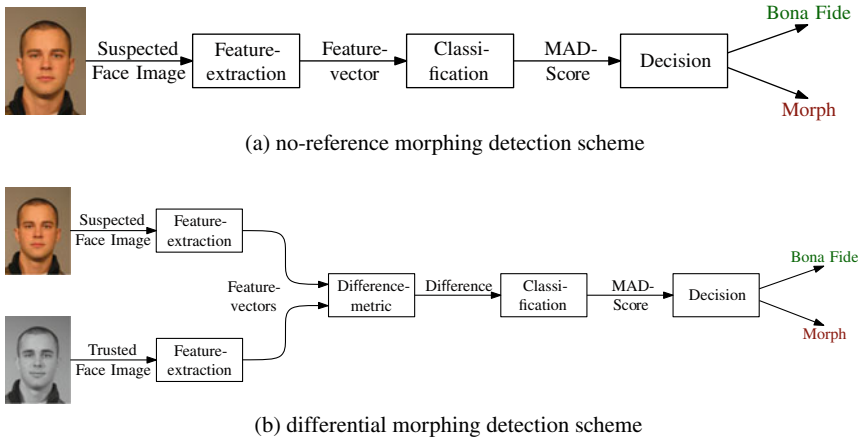 Suspected
Face Image
Feature-
extraction
Feature-
vector
Classi-
fication
MAD-
Score
Decision
Bona Fide
Morph
(a) no-reference morphing detection scheme
Suspected
Face Image
Feature-
extraction
Feature-
vectors
Trusted
Face Image
Feature-
extraction
Difference-
metric
Difference
Classi-
fication
MAD-
Score
Decision
Bona Fide
Morph
(b) differential morphing detection scheme